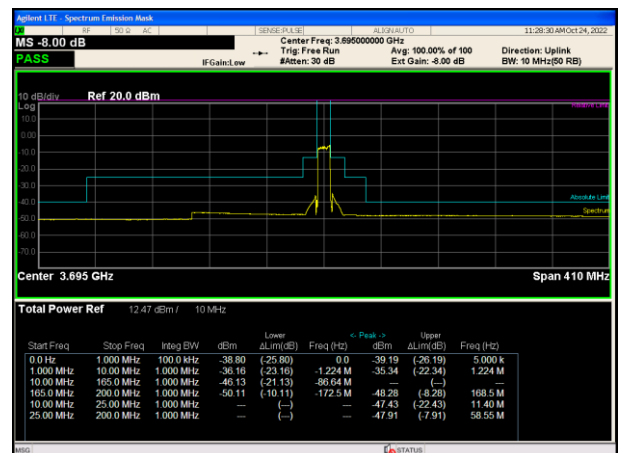 Agilent LTE - Spectrum Emission Mask
RF 50 Ω AC SENSE:PULSE ALIGNAUTO 11:28:30 AM Oct 24, 2022
MS -8.00 dB Center Freq: 3.695000000 GHz
Trig: Free Run Avg: 100.00% of 100 Direction: Uplink
PASS IFGain:Low #Atten: 30 dB Ext Gain: -8.00 dB BW: 10 MHz(50 RB)
10 dB/div Ref 20.0 dBm
Log
10.0
0.00
-10.0
-20.0
-30.0
-40.0
-50.0
-60.0
-70.0
Absolute Limit
Spectrum
Center 3.695 GHz Span 410 MHz
Total Power Ref 12.47 dBm / 10 MHz
Lower <- Peak -> Upper
Start Freq Stop Freq Integ BW dBm ΔLim(dB) Freq (Hz) dBm ΔLim(dB) Freq (Hz)
0.0 Hz 1.000 MHz 100.0 kHz -38.80 (-25.80) 0.0 -39.19 (-26.19) 5.000 k
1.000 MHz 10.00 MHz 1.000 MHz -36.16 (-23.16) -1.224 M -35.34 (-22.34) 1.224 M
10.00 MHz 165.0 MHz 1.000 MHz -46.13 (-21.13) -86.64 M --- (---)
165.0 MHz 200.0 MHz 1.000 MHz -50.11 (-10.11) -172.5 M -48.28 (-8.28) 168.5 M
10.00 MHz 25.00 MHz 1.000 MHz --- (---) --- -47.43 (-22.43) 11.40 M
25.00 MHz 200.0 MHz 1.000 MHz --- (---) --- -47.91 (-7.91) 58.55 M
MSG STATUS